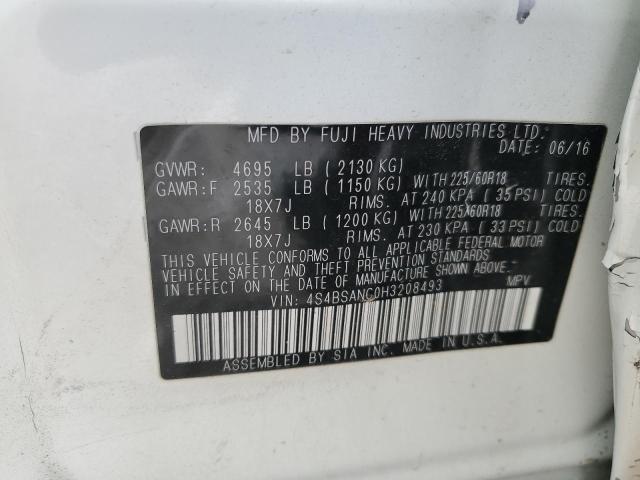 MFD BY FUJI HEAVY INDUSTRIES LTD.
DATE: 06/16
GVWR: 4695 LB ( 2130 KG)
GAWR:F 2535 LB ( 1150 KG) WITH 225/60R18 TIRES.
18X7J RIMS. AT 240 KPA ( 35 PSI) COLD
GAWR:R 2645 LB ( 1200 KG) WITH 225/60R18 TIRES.
18X7J RIMS. AT 230 KPA ( 33 PSI) COLD
THIS VEHICLE CONFORMS TO ALL APPLICABLE FEDERAL MOTOR
VEHICLE SAFETY AND THEFT PREVENTION STANDARDS
IN EFFECT ON THE DATE OF MANUFACTURE SHOWN ABOVE.
VIN: 4S4BSANC0H3208493 MPV
ASSEMBLED BY SIA INC. MADE IN U.S.A.